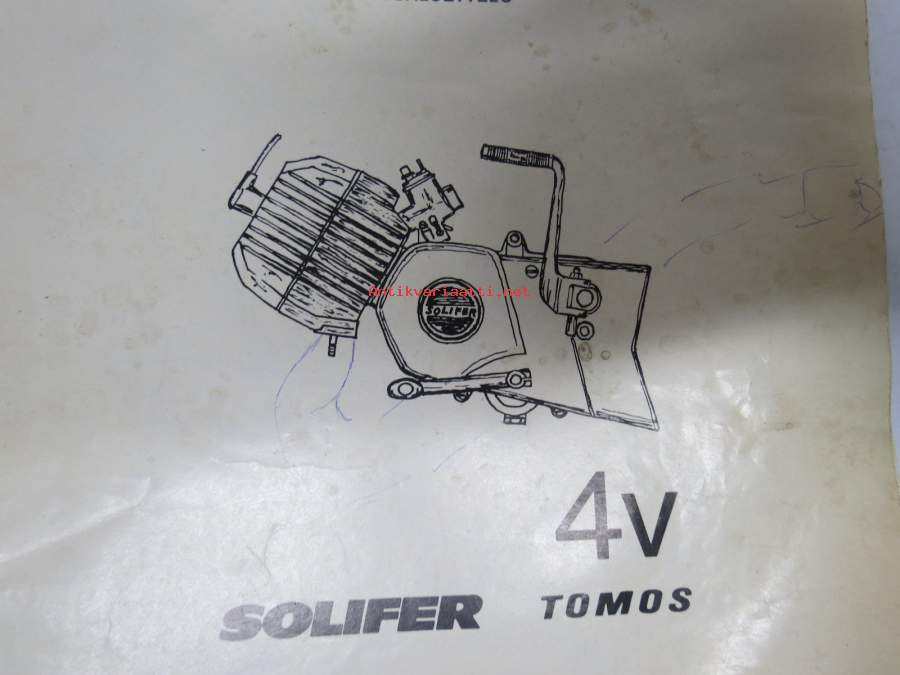 Antikvariaatti.net
SOLIFER
4v
SOLIFER TOMOS